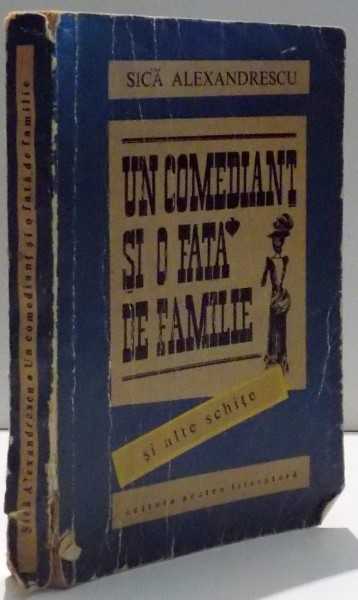 Sică Alexandrescu • Un comediant și o fată de familie
SICĂ ALEXANDRESCU
UN COMEDIANT
ȘI O FATĂ
DE FAMILIE
și alte schițe
editura pentru literatură